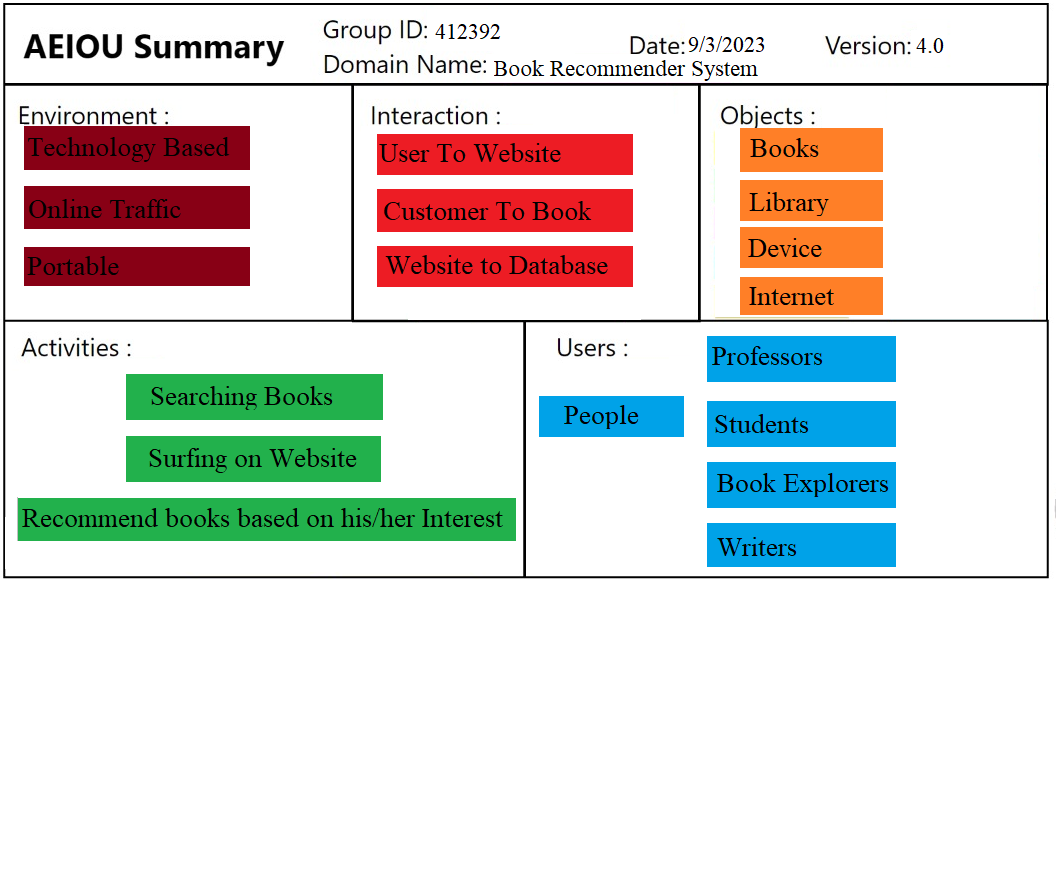 AEIOU Summary
Group ID: 412392
Domain Name: Book Recommender System
Date:9/3/2023
Version: 4.0
Environment :
Technology Based
Online Traffic
Portable
Interaction :
User To Website
Customer To Book
Website to Database
Objects :
Books
Library
Device
Internet
Activities :
Searching Books
Surfing on Website
Recommend books based on his/her Interest
Users :
People
Professors
Students
Book Explorers
Writers